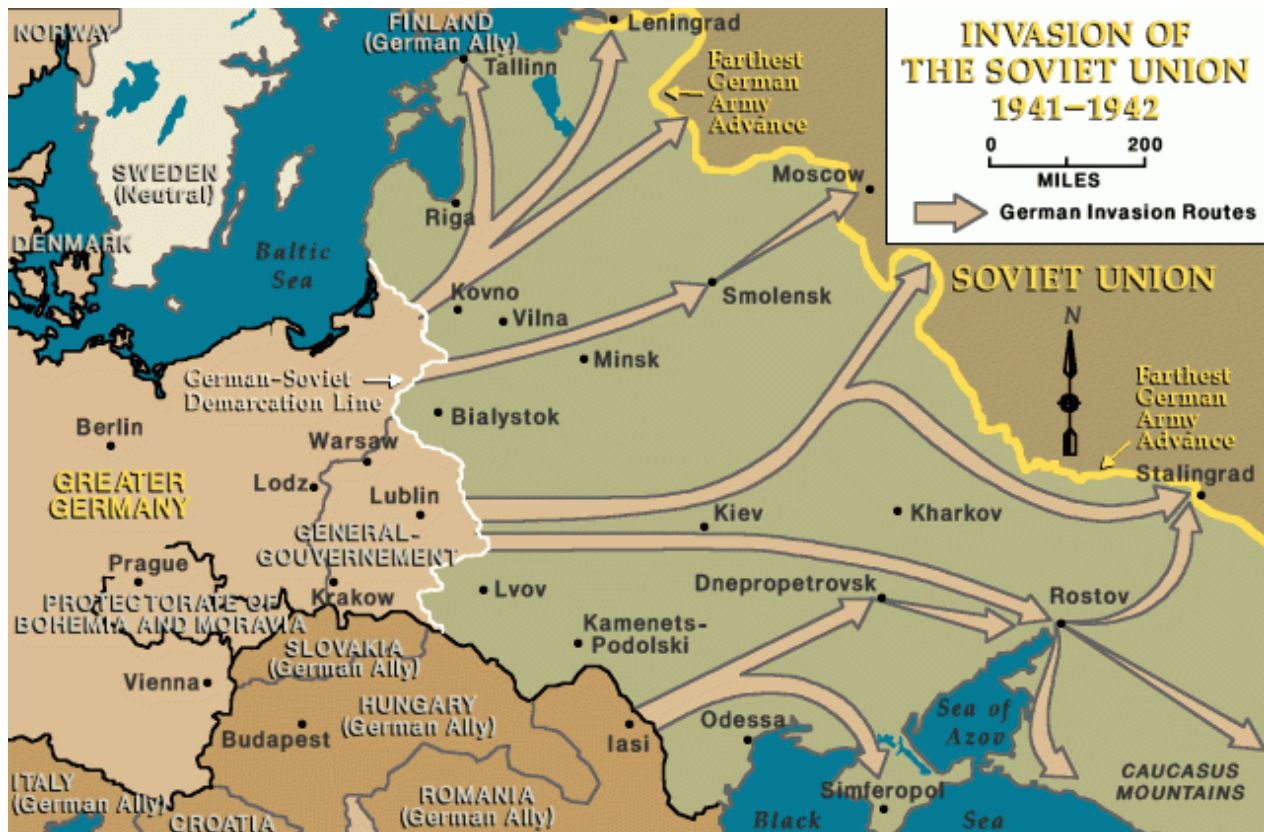 NORWAY
FINLAND
(German Ally)
Leningrad
Tallinn
Farthest
German
Army
Advance
INVASION OF
THE SOVIET UNION
1941–1942
0 200
MILES
German Invasion Routes
SWEDEN
(Neutral)
Moscow
Riga
DENMARK
Baltic
Sea
SOVIET UNION
Kovno
Vilna
Smolensk
N
Minsk
German-Soviet
Demarcation Line
Farthest
German
Army
Advance
Bialystok
Berlin
Warsaw
Stalingrad
GREATER
GERMANY
Lodz
Lublin
Kiev
Kharkov
GENERAL-
GOUVERNEMENT
Prague
Krakow
Lvov
Dnepropetrovsk
Rostov
PROTECTORATE OF
BOHEMIA AND MORAVIA
Kamenets-
Podolski
SLOVAKIA
(German Ally)
Vienna
HUNGARY
(German Ally)
Budapest
Iasi
Odessa
Sea of
Azov
ITALY
(German Ally)
ROMANIA
(German Ally)
Simferopol
CAUCASUS
MOUNTAINS
CROATIA
Black Sea